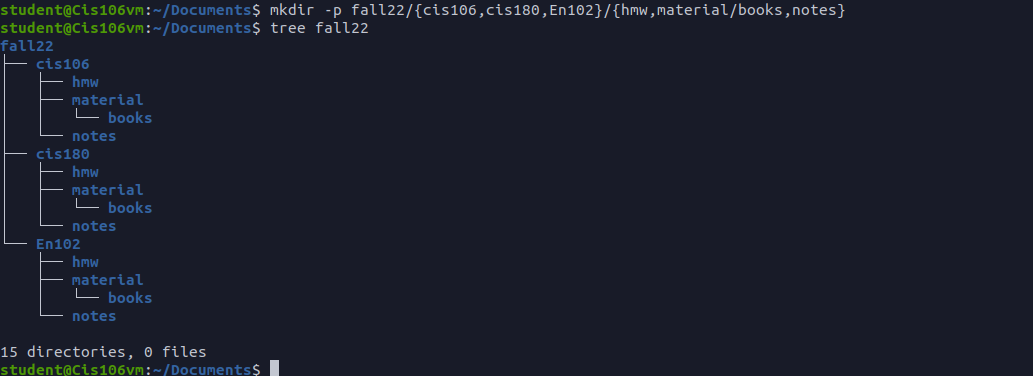 student@Cis106vm:~/Documents$ mkdir -p fall22/{cis106,cis180,En102}/{hmw,material/books,notes}
student@Cis106vm:~/Documents$ tree fall22
fall22
├── cis106
│   ├── hmw
│   ├── material
│   │   └── books
│   └── notes
├── cis180
│   ├── hmw
│   ├── material
│   │   └── books
│   └── notes
└── En102
    ├── hmw
    ├── material
    │   └── books
    └── notes

15 directories, 0 files
student@Cis106vm:~/Documents$